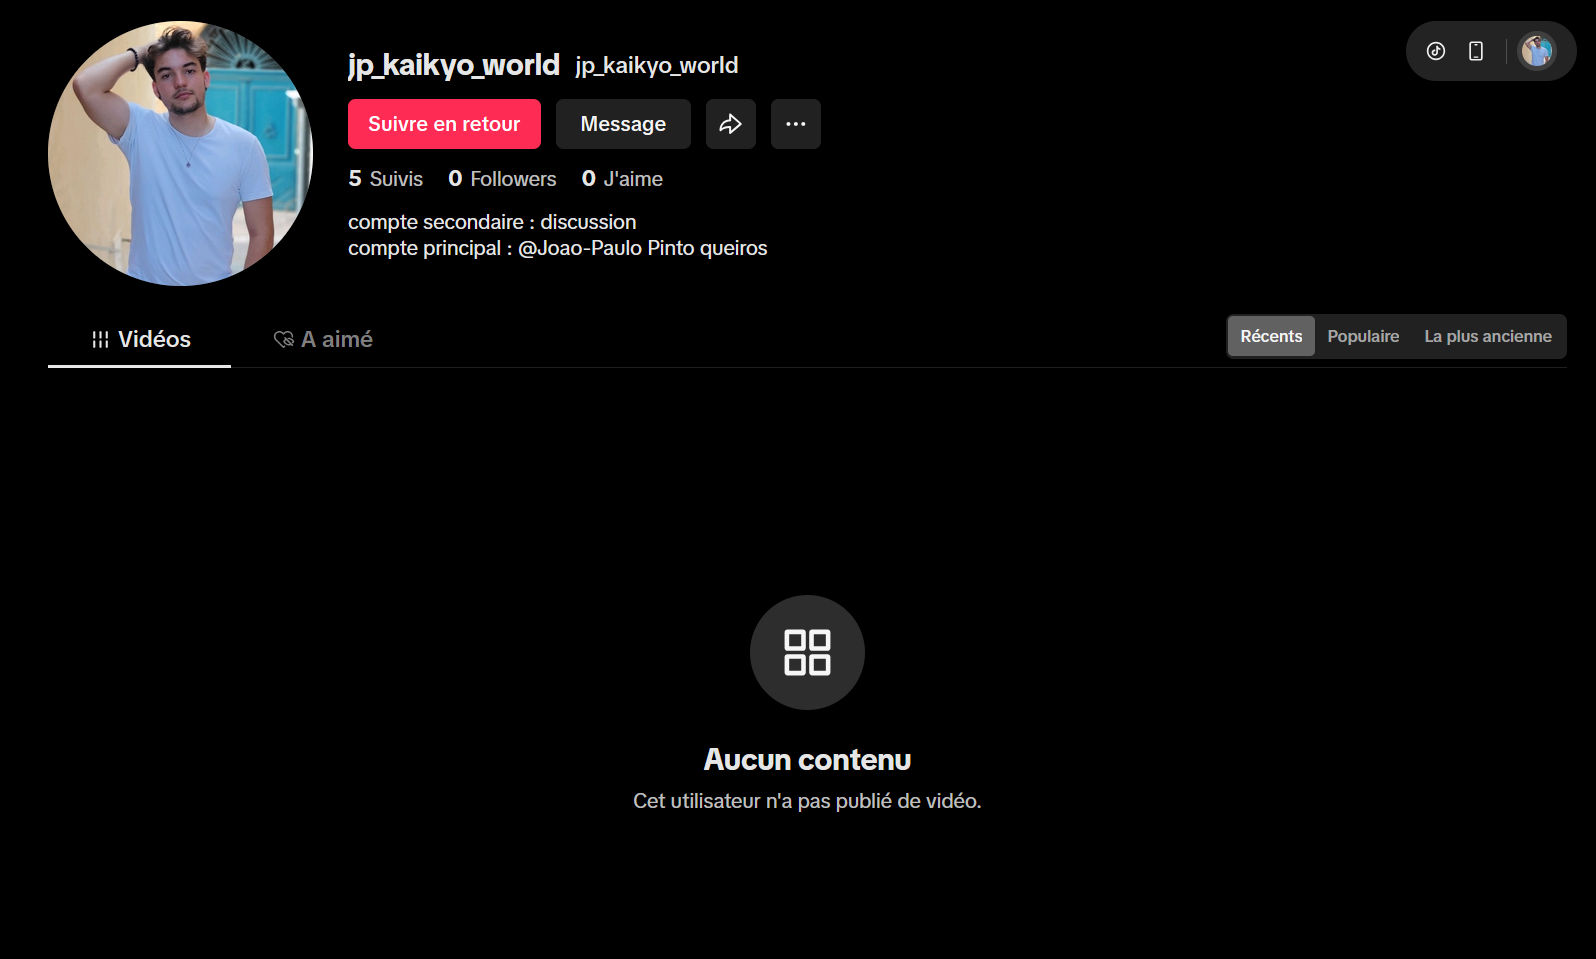 jp_kaikyo_world jp_kaikyo_world
Suivre en retour Message
5 Suivis 0 Followers 0 J'aime
compte secondaire : discussion
compte principal : @Joao-Paulo Pinto queiros
Vidéos A aimé
Récents Populaire La plus ancienne
Aucun contenu
Cet utilisateur n'a pas publié de vidéo.